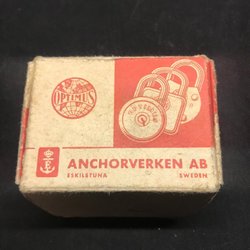 OPTIMUS
ANCHORVERKEN AB
ESKILSTUNA SWEDEN